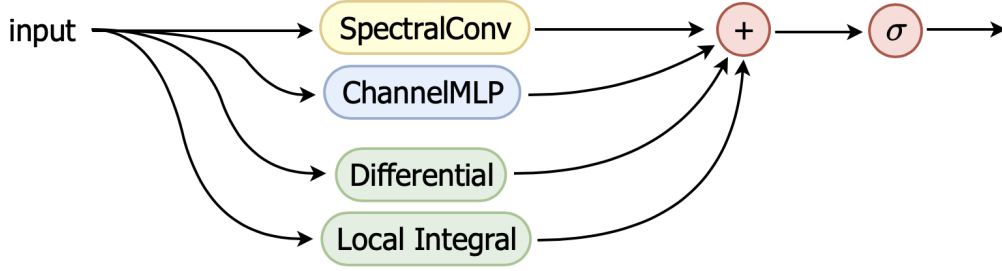 input
SpectralConv
+
σ
ChannelMLP
Differential
Local Integral